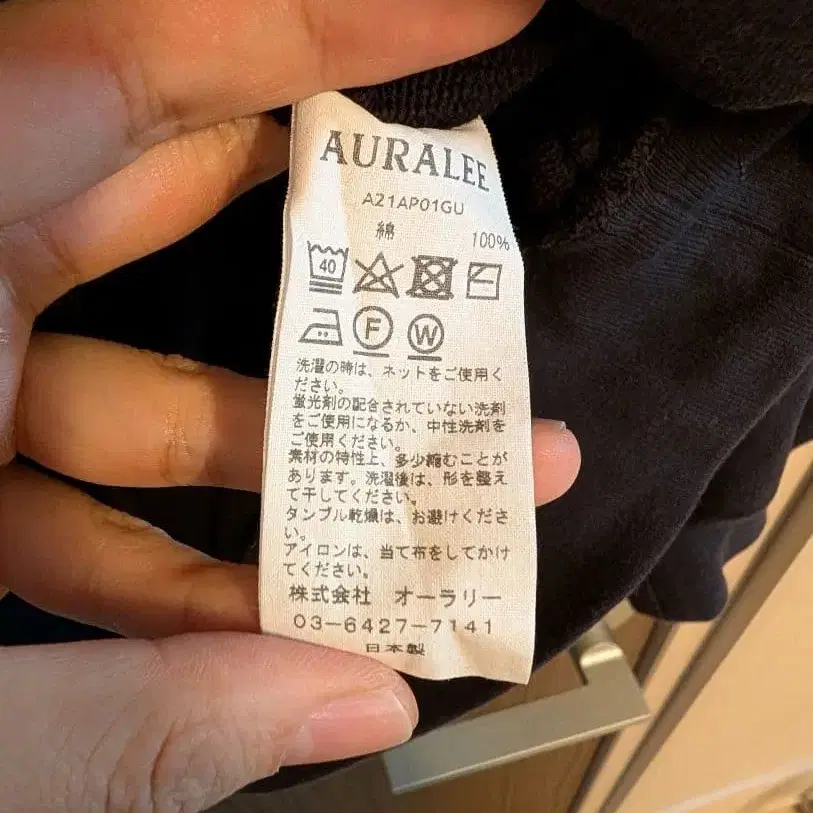 AURALEE
A21AP01GU
綿 100%
40
F W
洗濯の時は、ネットをご使用く
ださい。
蛍光剤の配合されていない洗剤
をご使用になるか、中性洗剤を
ご使用ください。
素材の特性上、多少縮むことが
あります。洗濯後は、形を整え
て干してください。
タンブル乾燥は、お避けくださ
い。
アイロンは、当て布をしてかけ
てください。
株式会社 オーラリー
03-6427-7141
日本製